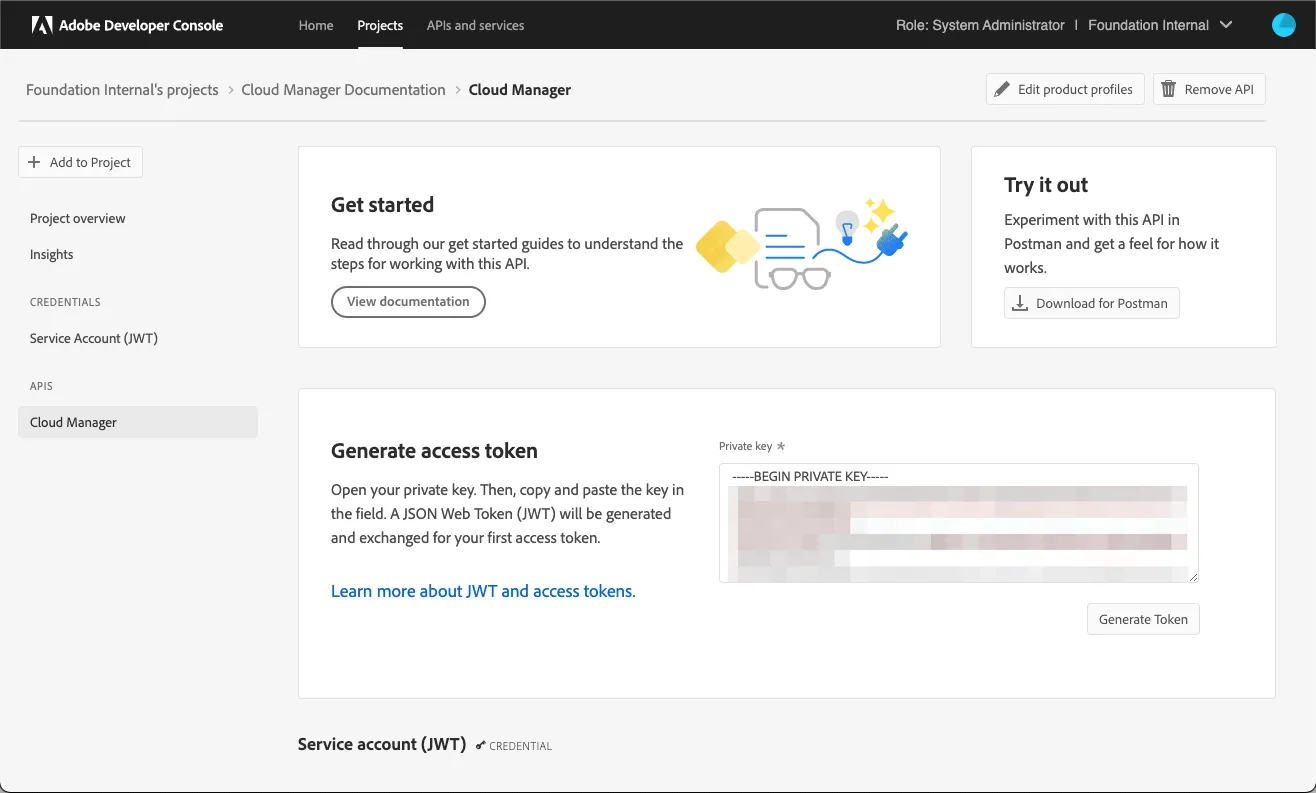 Adobe Developer Console
Home
Projects
APIs and services
Role: System Administrator | Foundation Internal
Foundation Internal's projects > Cloud Manager Documentation > Cloud Manager
Edit product profiles
Remove API
+ Add to Project
Project overview
Insights
CREDENTIALS
Service Account (JWT)
APIS
Cloud Manager
Get started
Read through our get started guides to understand the
steps for working with this API.
View documentation
Try it out
Experiment with this API in
Postman and get a feel for how it
works.
Download for Postman
Generate access token
Open your private key. Then, copy and paste the key in
the field. A JSON Web Token (JWT) will be generated
and exchanged for your first access token.
Learn more about JWT and access tokens.
Private key *
-----BEGIN PRIVATE KEY-----
Generate Token
Service account (JWT)
CREDENTIAL